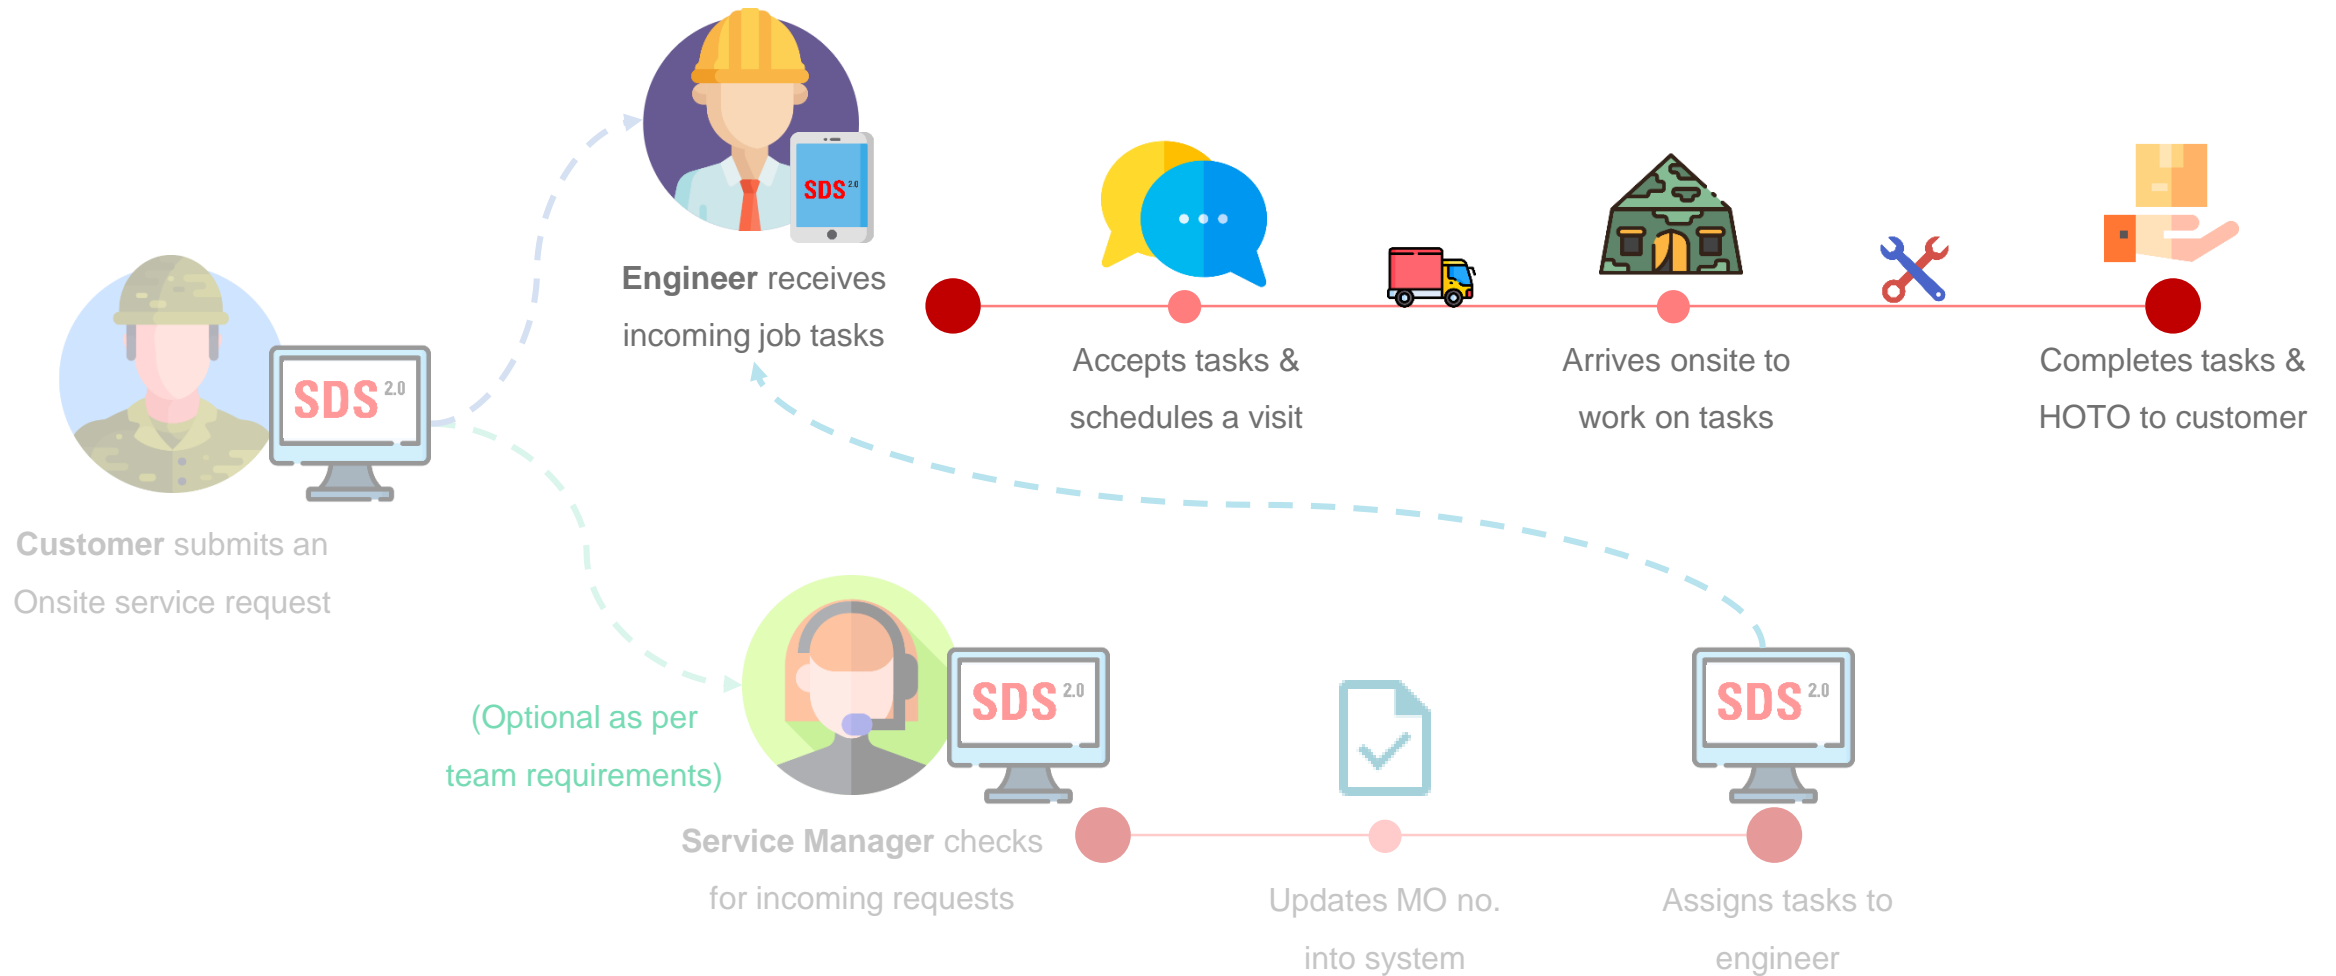 SDS 2.0
Engineer receives
incoming job tasks
Accepts tasks &
schedules a visit
Arrives onsite to
work on tasks
Completes tasks &
HOTO to customer
SDS 2.0
Customer submits an
Onsite service request
(Optional as per
team requirements)
SDS 2.0
Service Manager checks
for incoming requests
Updates MO no.
into system
SDS 2.0
Assigns tasks to
engineer